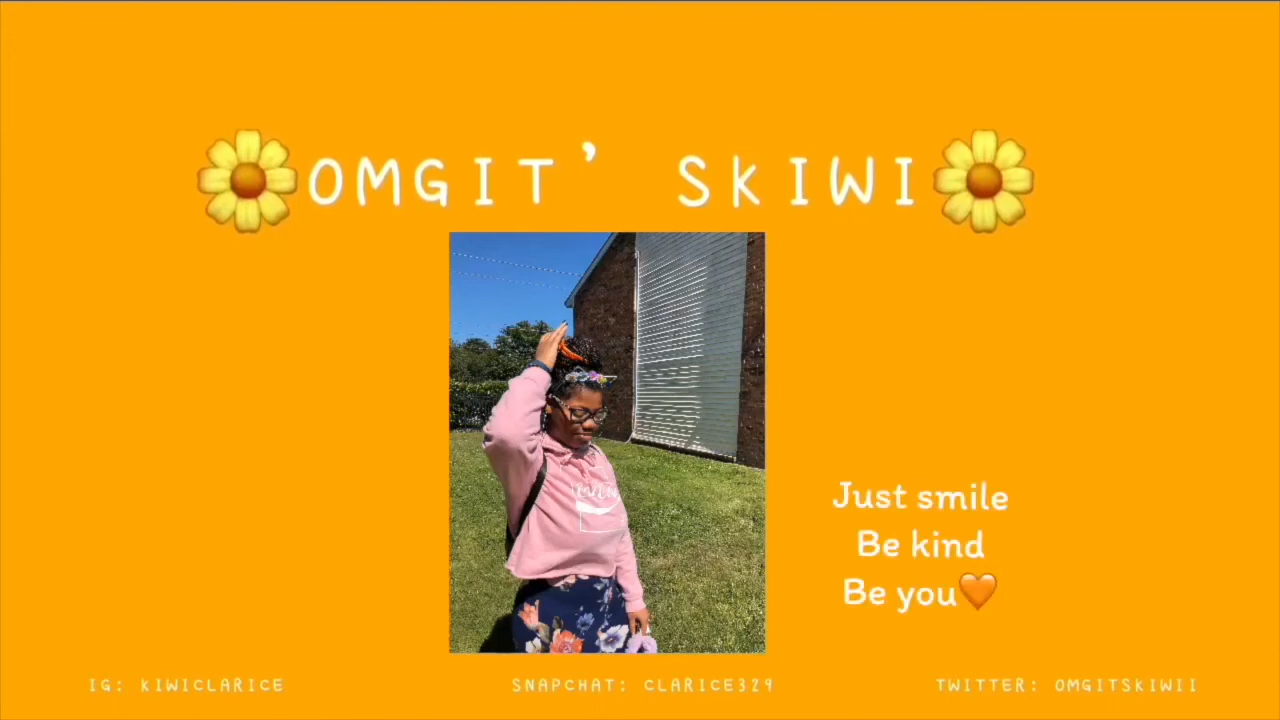 🌼OMGIT' SKIWI🌼
Just smile
Be kind
Be you🧡
IG: KIWICLARICE
SNAPCHAT: CLARICE329
TWITTER: OMGITSKIWII